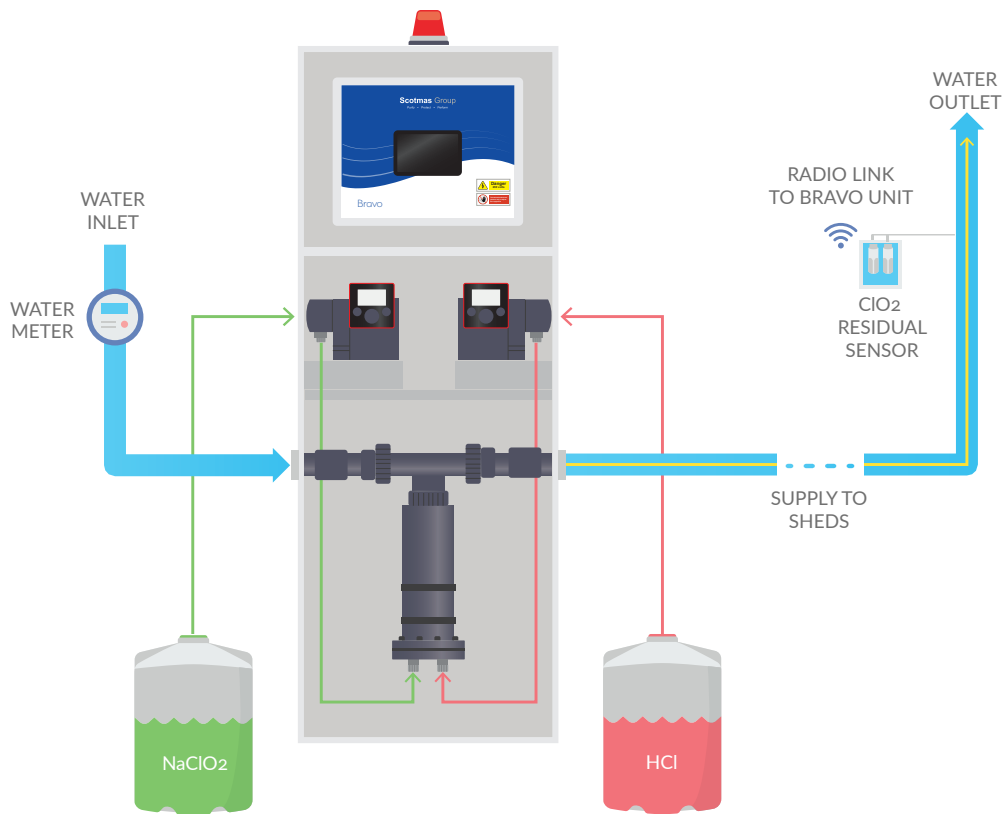 Scotmas Group
Bravo
Danger
WATER
INLET
WATER
METER
WATER
OUTLET
RADIO LINK
TO BRAVO UNIT
ClO2
RESIDUAL
SENSOR
SUPPLY TO
SHEDS
NaClO2
HCl